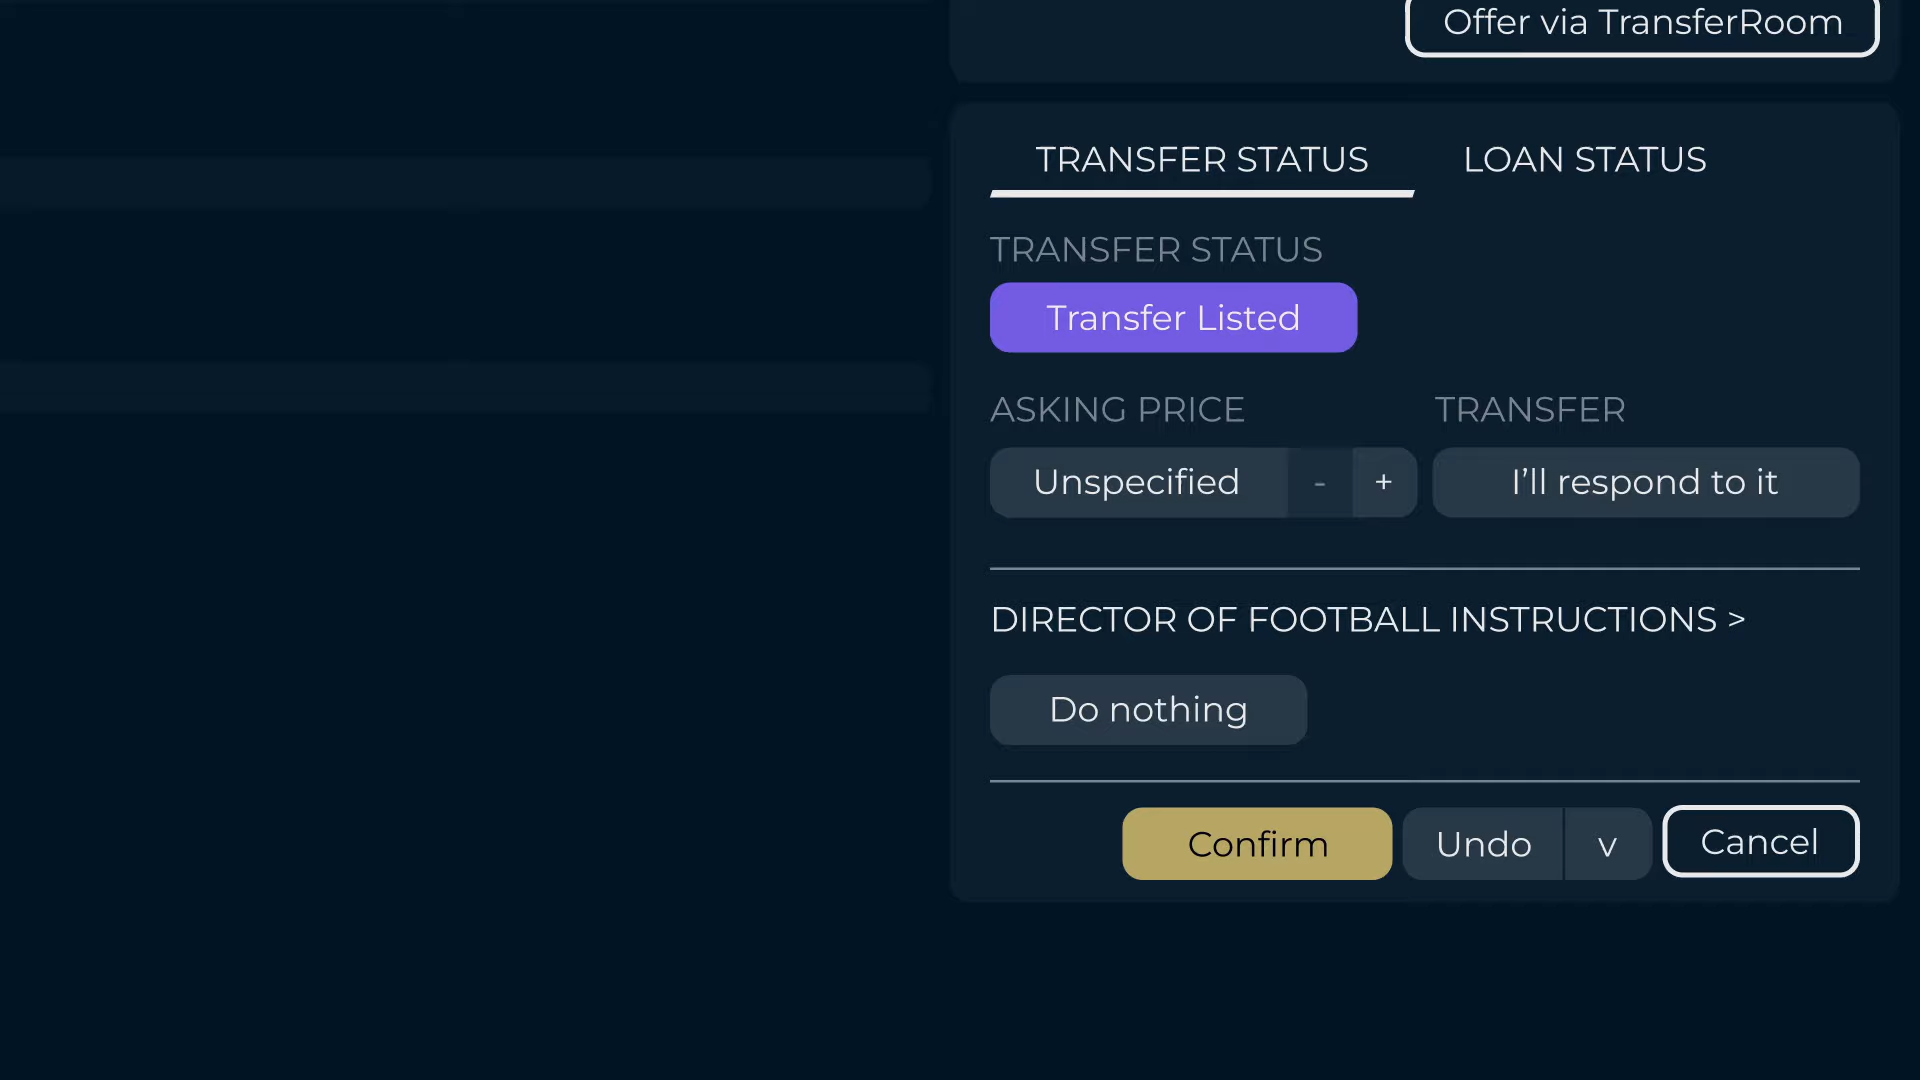 Offer via TransferRoom
TRANSFER STATUS LOAN STATUS
TRANSFER STATUS
Transfer Listed
ASKING PRICE TRANSFER
Unspecified - + I’ll respond to it
DIRECTOR OF FOOTBALL INSTRUCTIONS >
Do nothing
Confirm Undo v Cancel